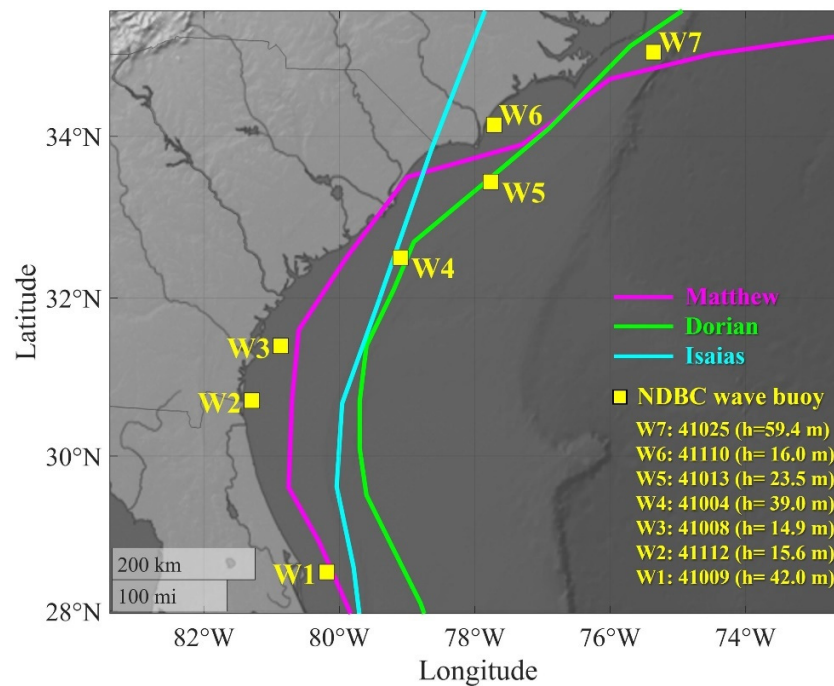 W7
34°N
W6
W5
W4
32°N
Matthew
Dorian
Isaias
W3
W2
NDBC wave buoy
W7: 41025 (h=59.4 m)
W6: 41110 (h= 16.0 m)
W5: 41013 (h= 23.5 m)
W4: 41004 (h= 39.0 m)
W3: 41008 (h= 14.9 m)
W2: 41112 (h= 15.6 m)
W1: 41009 (h= 42.0 m)
30°N
Latitude
200 km
100 mi
W1
28°N
82°W 80°W 78°W 76°W 74°W
Longitude